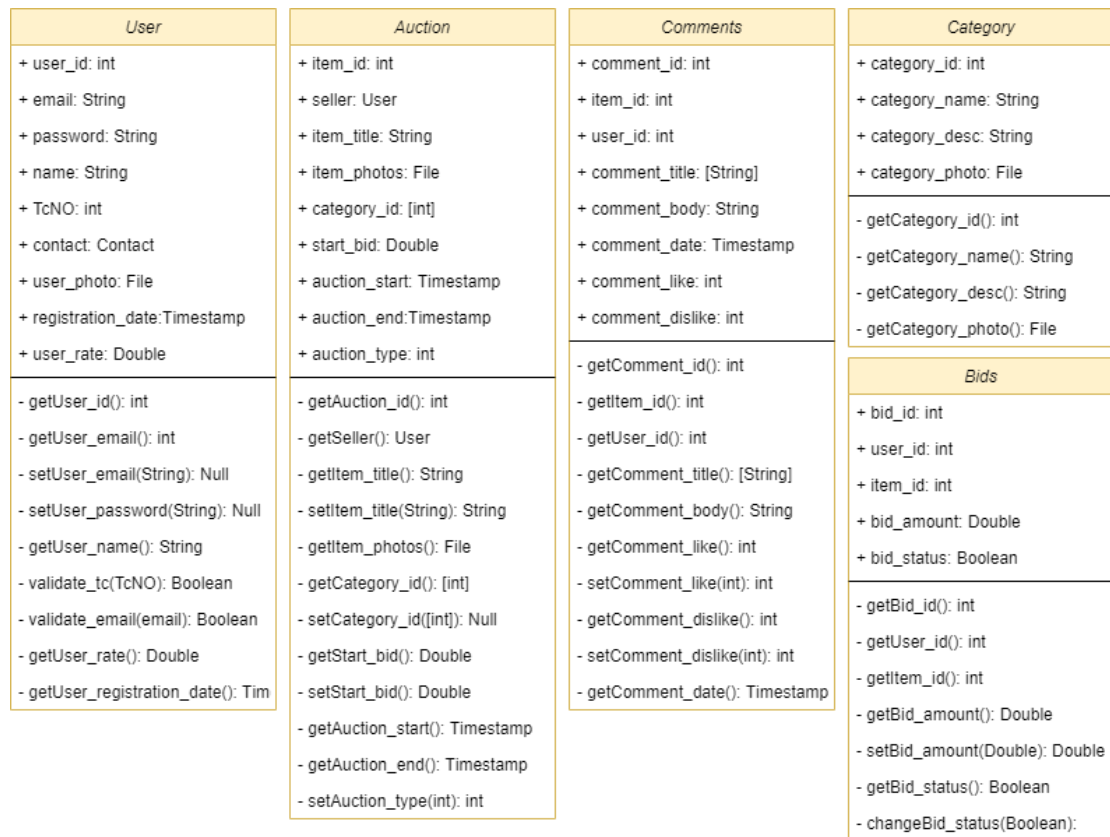 User
+ user_id: int
+ email: String
+ password: String
+ name: String
+ TcNO: int
+ contact: Contact
+ user_photo: File
+ registration_date:Timestamp
+ user_rate: Double
- getUser_id(): int
- getUser_email(): int
- setUser_email(String): Null
- setUser_password(String): Null
- getUser_name(): String
- validate_tc(TcNO): Boolean
- validate_email(email): Boolean
- getUser_rate(): Double
- getUser_registration_date(): Tim
Auction
+ item_id: int
+ seller: User
+ item_title: String
+ item_photos: File
+ category_id: [int]
+ start_bid: Double
+ auction_start: Timestamp
+ auction_end:Timestamp
+ auction_type: int
- getAuction_id(): int
- getSeller(): User
- getItem_title(): String
- setItem_title(String): String
- getItem_photos(): File
- getCategory_id(): [int]
- setCategory_id([int]): Null
- getStart_bid(): Double
- setStart_bid(): Double
- getAuction_start(): Timestamp
- getAuction_end(): Timestamp
- setAuction_type(int): int
Comments
+ comment_id: int
+ item_id: int
+ user_id: int
+ comment_title: [String]
+ comment_body: String
+ comment_date: Timestamp
+ comment_like: int
+ comment_dislike: int
- getComment_id(): int
- getItem_id(): int
- getUser_id(): int
- getComment_title(): [String]
- getComment_body(): String
- getComment_like(): int
- setComment_like(int): int
- getComment_dislike(): int
- setComment_dislike(int): int
- getComment_date(): Timestamp
Category
+ category_id: int
+ category_name: String
+ category_desc: String
+ category_photo: File
- getCategory_id(): int
- getCategory_name(): String
- getCategory_desc(): String
- getCategory_photo(): File
Bids
+ bid_id: int
+ user_id: int
+ item_id: int
+ bid_amount: Double
+ bid_status: Boolean
- getBid_id(): int
- getUser_id(): int
- getItem_id(): int
- getBid_amount(): Double
- setBid_amount(Double): Double
- getBid_status(): Boolean
- changeBid_status(Boolean):